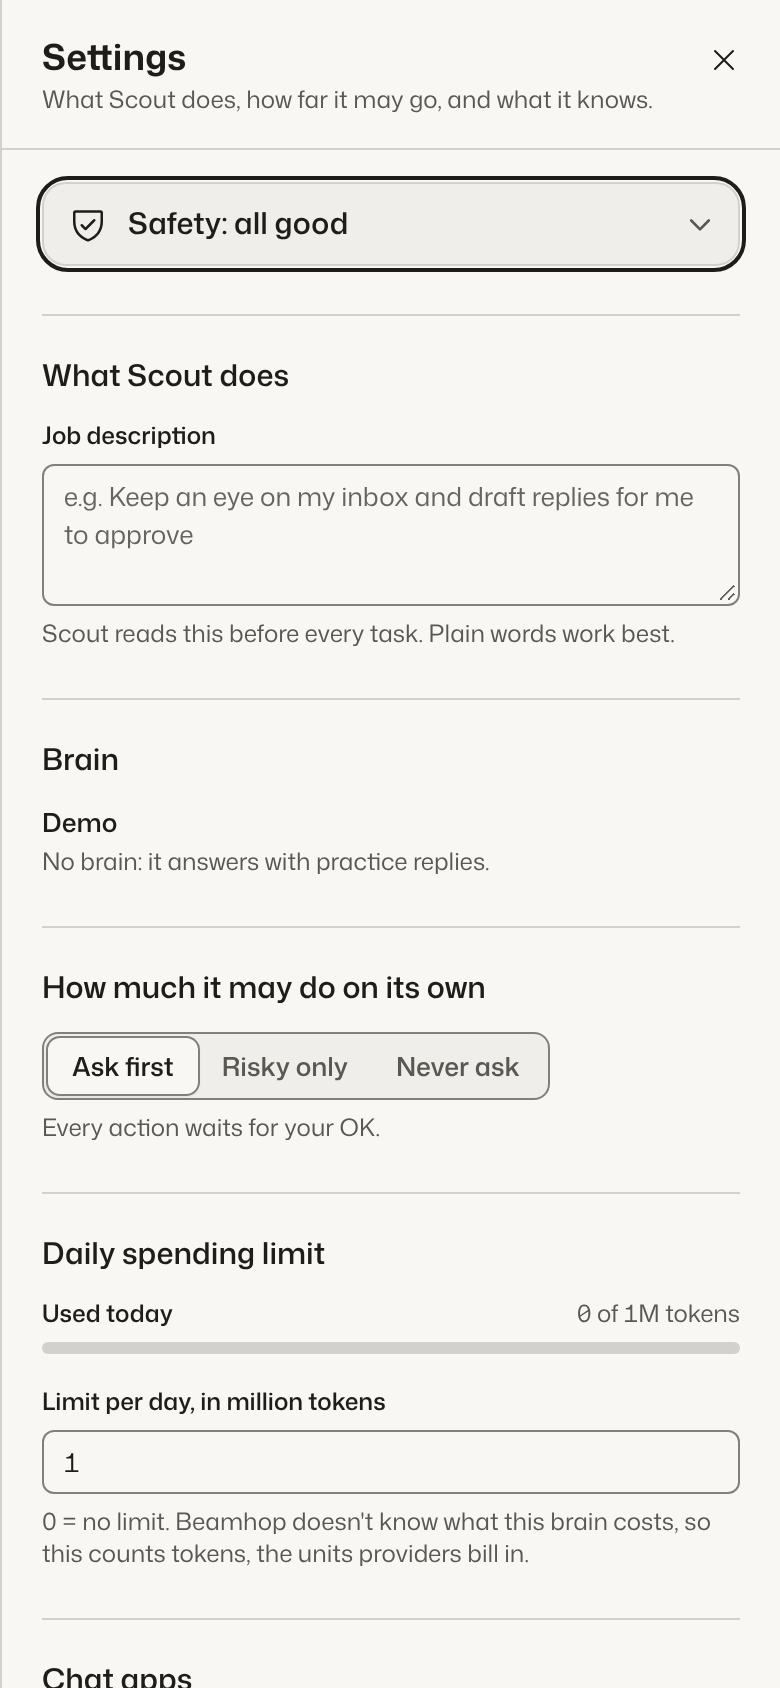 Settings
What Scout does, how far it may go, and what it knows.
Safety: all good
What Scout does
Job description
e.g. Keep an eye on my inbox and draft replies for me
to approve
Scout reads this before every task. Plain words work best.
Brain
Demo
No brain: it answers with practice replies.
How much it may do on its own
Ask first Risky only Never ask
Every action waits for your OK.
Daily spending limit
Used today 0 of 1M tokens
Limit per day, in million tokens
1
0 = no limit. Beamhop doesn't know what this brain costs, so
this counts tokens, the units providers bill in.
Chat apps